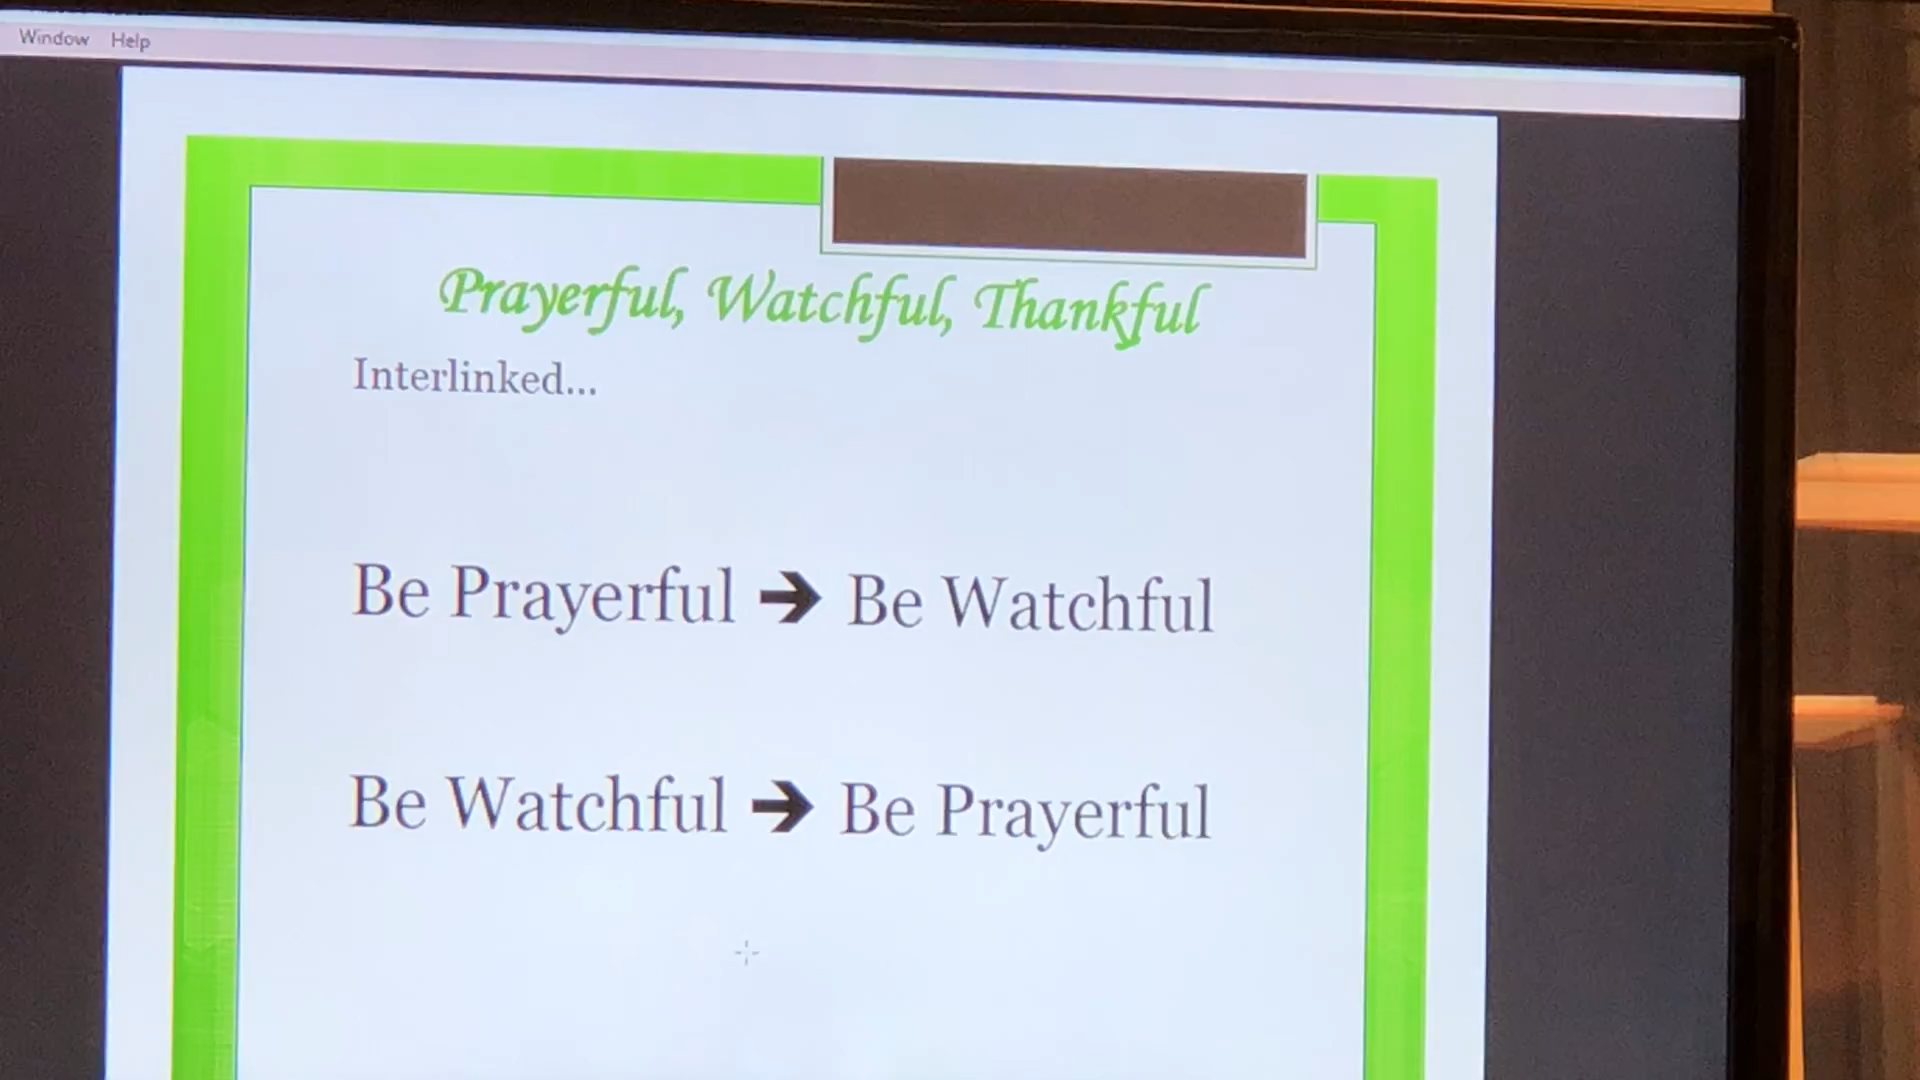 Window Help
Prayerful, Watchful, Thankful
Interlinked...
Be Prayerful ➔ Be Watchful
Be Watchful ➔ Be Prayerful